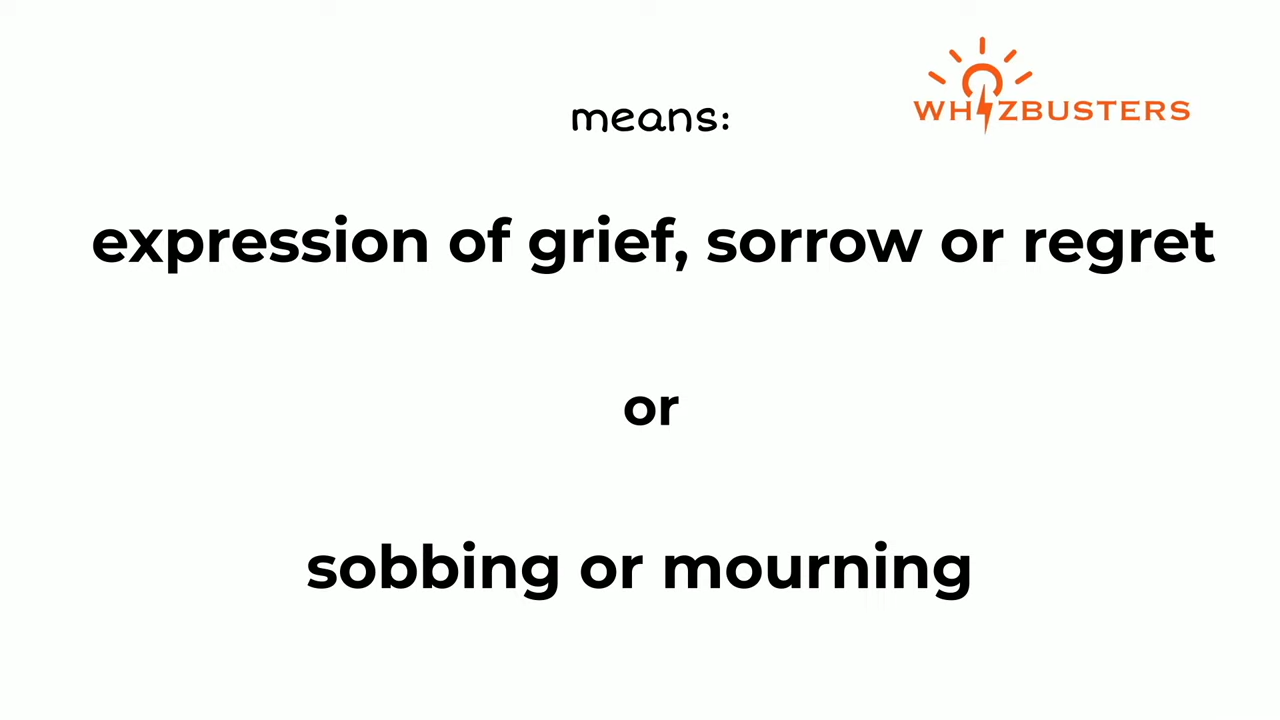 means:
WHIZBUSTERS
expression of grief, sorrow or regret
or
sobbing or mourning